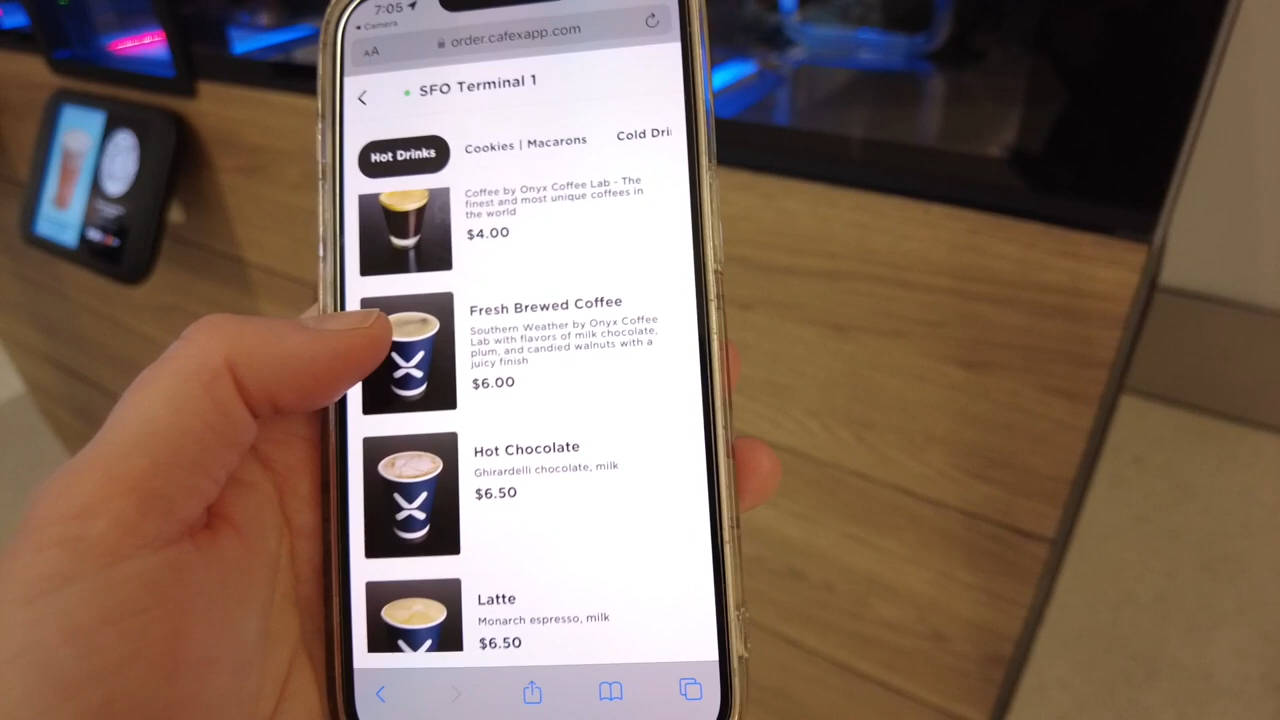 7:05
Camera
AA
order.cafexapp.com
SFO Terminal 1
Hot Drinks
Cookies | Macarons
Cold Dri
Coffee by Onyx Coffee Lab - The
finest and most unique coffees in
the world
$4.00
Fresh Brewed Coffee
Southern Weather by Onyx Coffee
Lab with flavors of milk chocolate,
plum, and candied walnuts with a
juicy finish
$6.00
Hot Chocolate
Ghirardelli chocolate, milk
$6.50
Latte
Monarch espresso, milk
$6.50